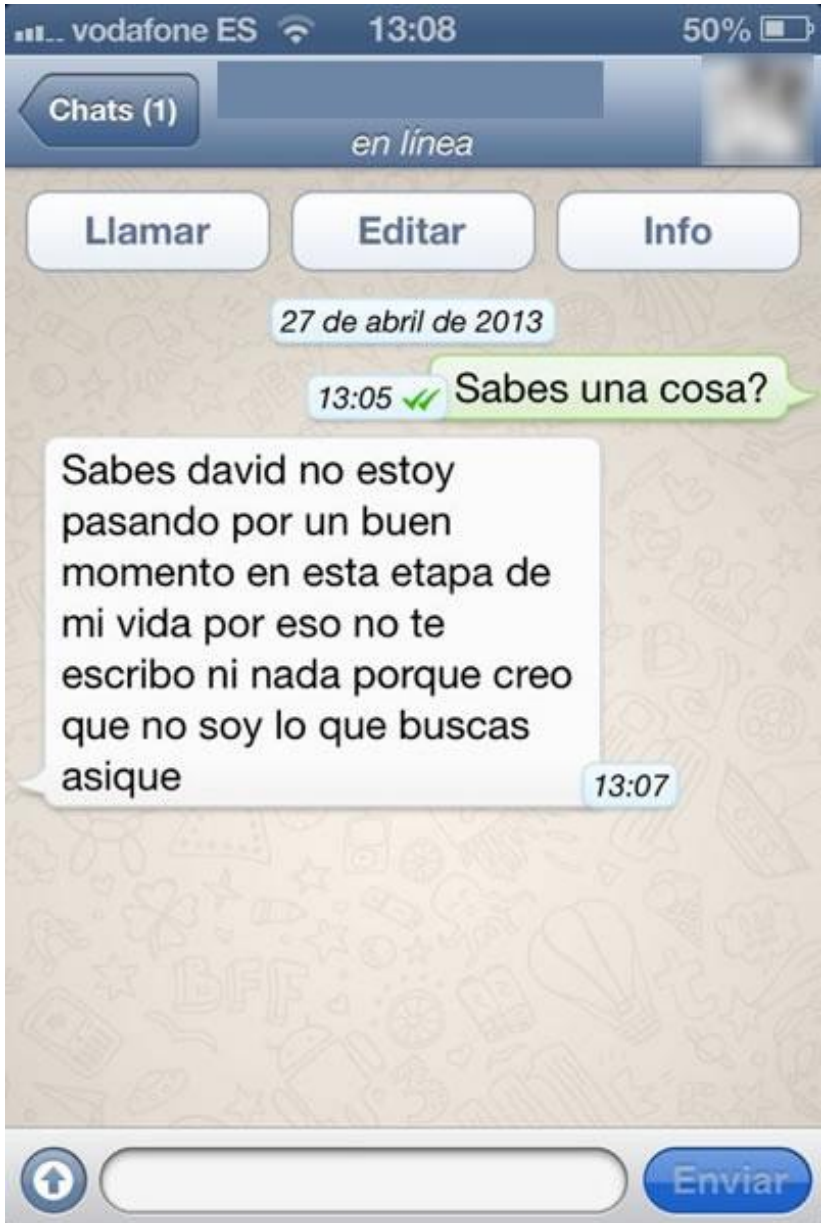 vodafone ES 13:08 50%
Chats (1)
en línea
Llamar Editar Info
27 de abril de 2013
13:05 Sabes una cosa?
Sabes david no estoy
pasando por un buen
momento en esta etapa de
mi vida por eso no te
escribo ni nada porque creo
que no soy lo que buscas
asique
13:07
BFF
Enviar